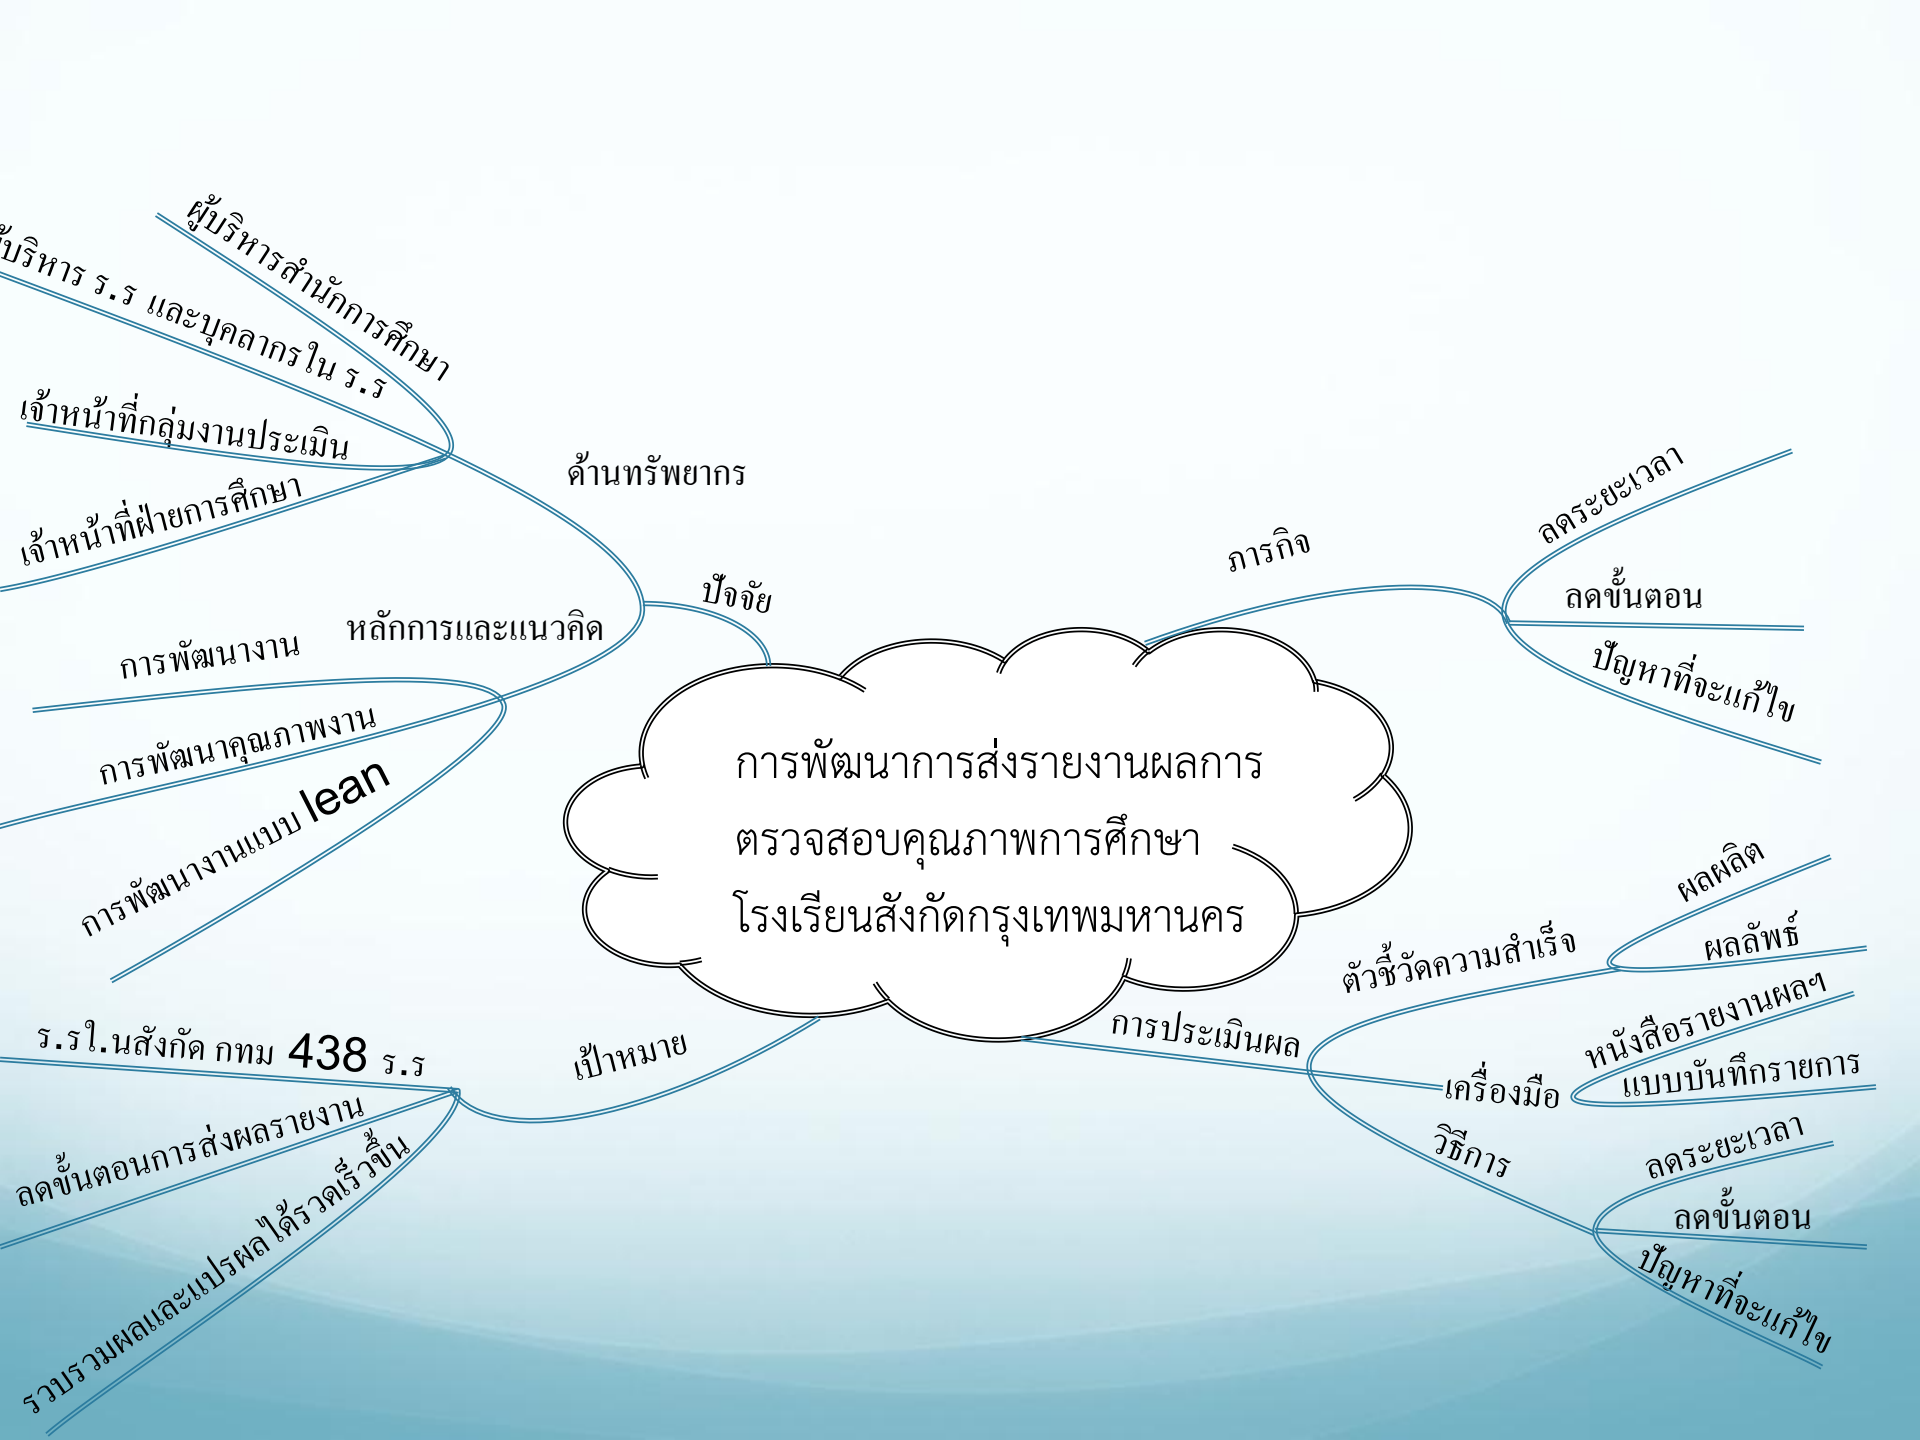 ผู้บริหารสำนักการศึกษา
ร.ร และบุคลากรใน ร.ร
เจ้าหน้าที่กลุ่มงานประเมิน
เจ้าหน้าที่ฝ่ายการศึกษา
ด้านทรัพยากร
ปัจจัย
หลักการและแนวคิด
การพัฒนางาน
การพัฒนาคุณภาพงาน
การพัฒนางานแบบ lean
ภารกิจ
ลดระยะเวลา
ลดขั้นตอน
ปัญหาที่จะแก้ไข
การพัฒนาการส่งรายงานผลการ
ตรวจสอบคุณภาพการศึกษา
โรงเรียนสังกัดกรุงเทพมหานคร
เป้าหมาย
ร.รใ.นสังกัด กทม 438 ร.ร
ลดขั้นตอนการส่งผลรายงาน
รวบรวมผลและแปรผลได้รวดเร็วขึ้น
การประเมินผล
ตัวชี้วัดความสำเร็จ
ผลผลิต
ผลลัพธ์
เครื่องมือ
หนังสือรายงานผลฯ
แบบบันทึกรายการ
วิธีการ
ลดระยะเวลา
ลดขั้นตอน
ปัญหาที่จะแก้ไข